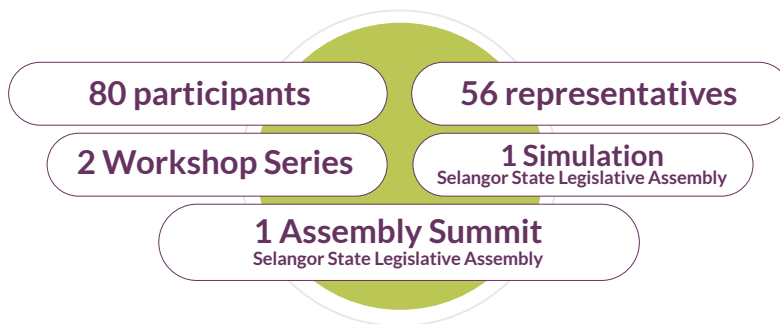 80 participants
56 representatives
2 Workshop Series
1 Simulation
Selangor State Legislative Assembly
1 Assembly Summit
Selangor State Legislative Assembly